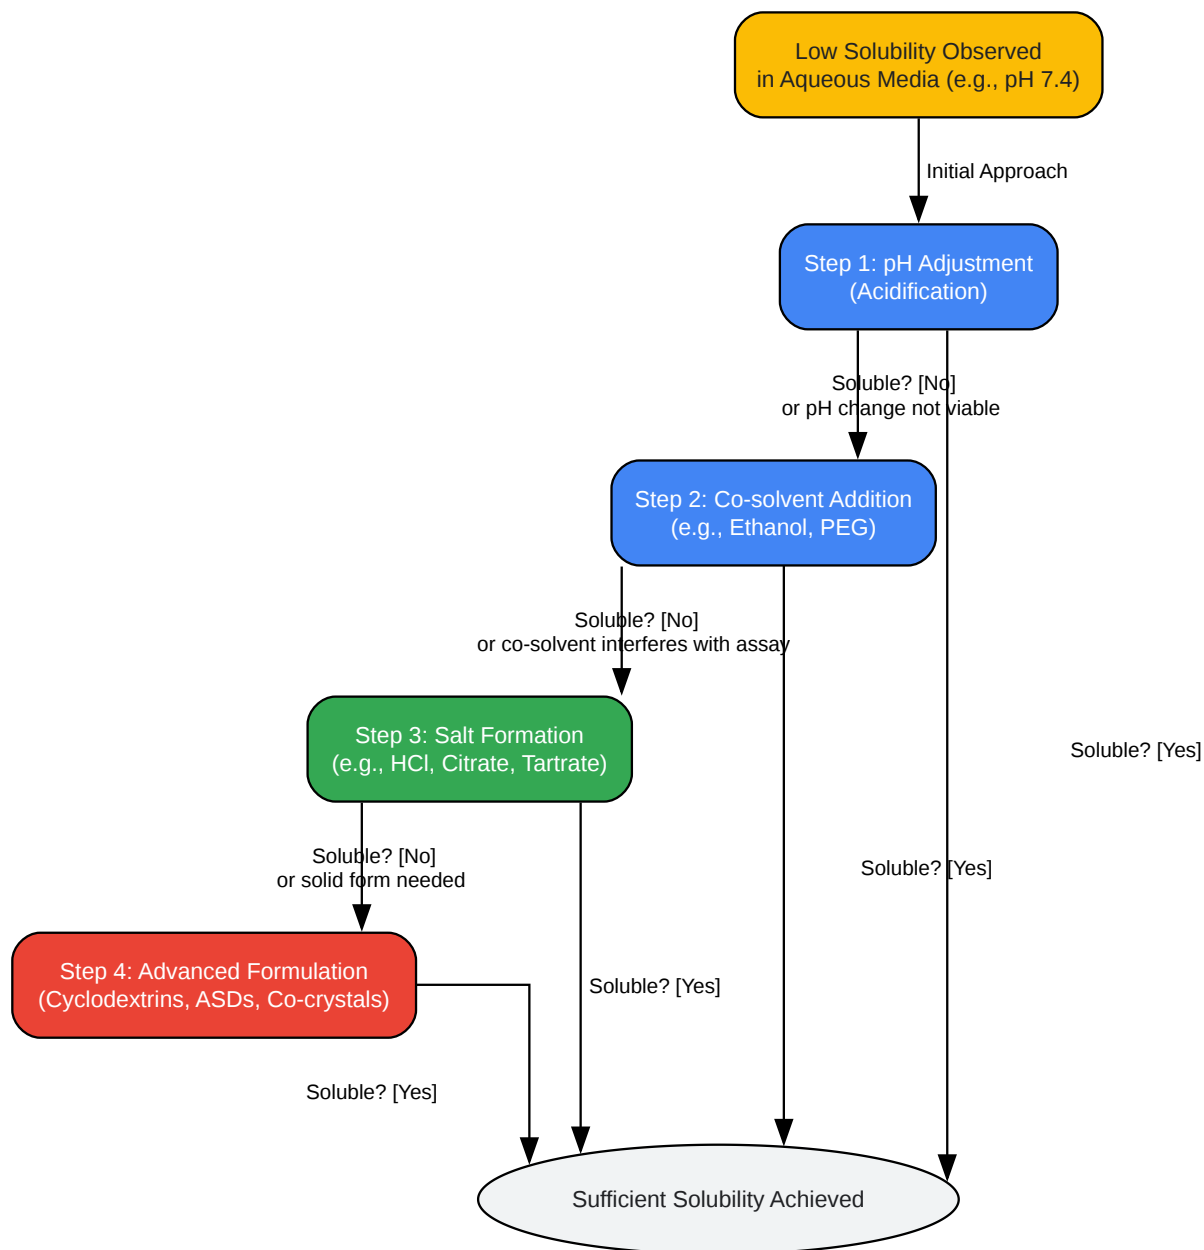 Low Solubility Observed
in Aqueous Media (e.g., pH 7.4)
Initial Approach
Step 1: pH Adjustment
(Acidification)
Soluble? [No]
or pH change not viable
Step 2: Co-solvent Addition
(e.g., Ethanol, PEG)
Soluble? [No]
or co-solvent interferes with assay
Step 3: Salt Formation
(e.g., HCl, Citrate, Tartrate)
Soluble? [Yes]
Soluble? [No]
or solid form needed
Soluble? [Yes]
Step 4: Advanced Formulation
(Cyclodextrins, ASDs, Co-crystals)
Soluble? [Yes]
Soluble? [Yes]
Sufficient Solubility Achieved